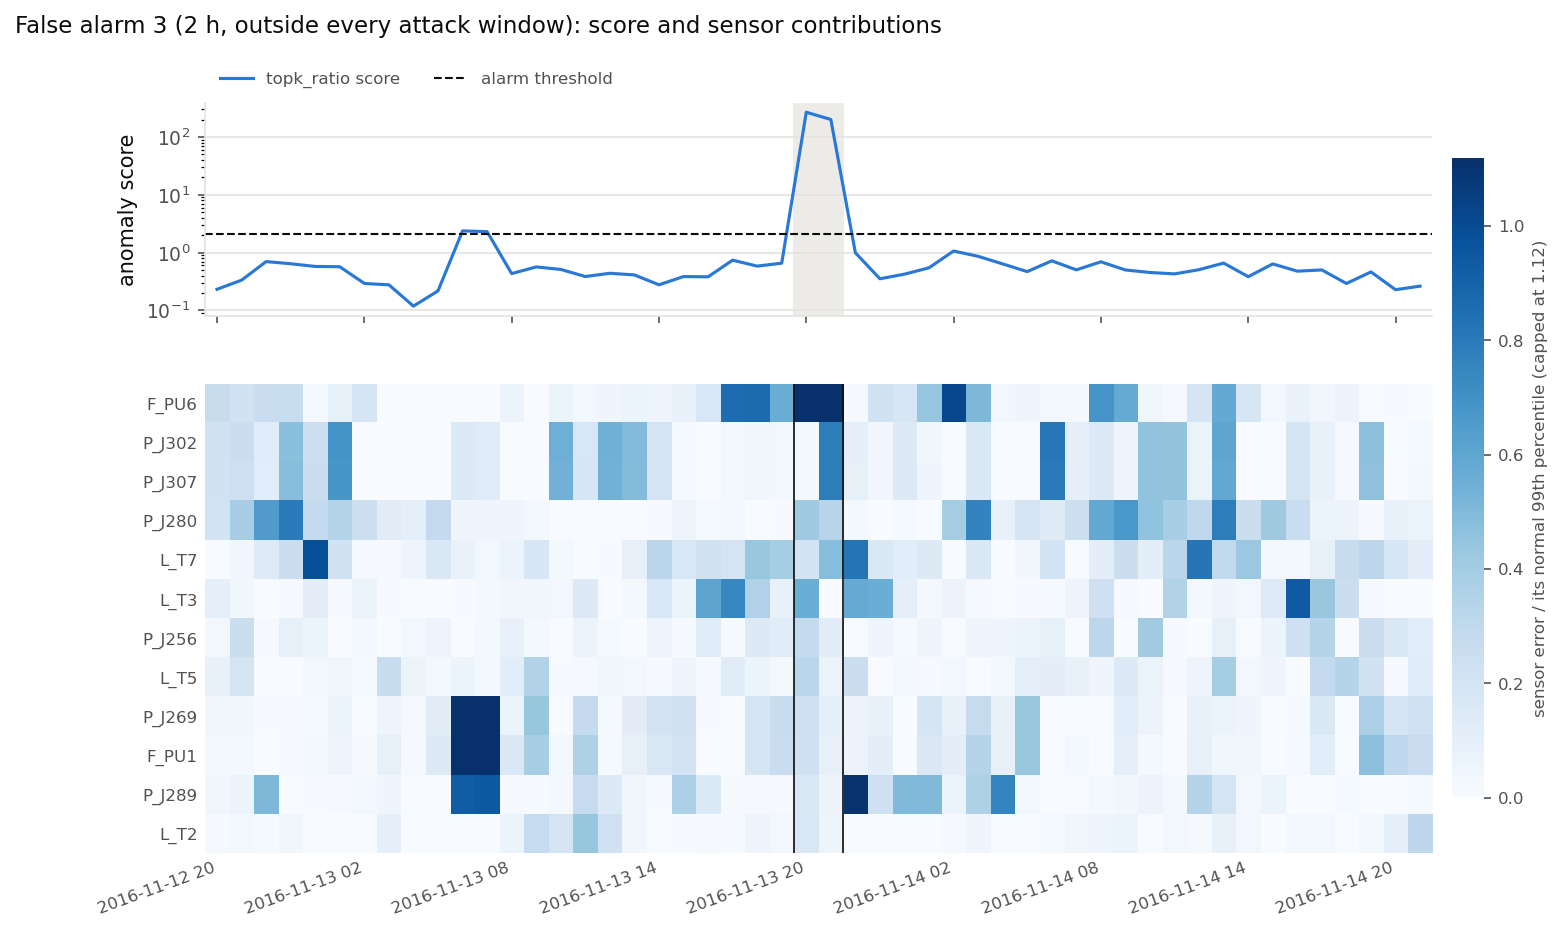 False alarm 3 (2 h, outside every attack window): score and sensor contributions
topk_ratio score
alarm threshold
anomaly score
10²
10¹
10⁰
10⁻¹
F_PU6
P_J302
P_J307
P_J280
L_T7
L_T3
P_J256
L_T5
P_J269
F_PU1
P_J289
L_T2
2016-11-12 20
2016-11-13 02
2016-11-13 08
2016-11-13 14
2016-11-13 20
2016-11-14 02
2016-11-14 08
2016-11-14 14
2016-11-14 20
1.0
0.8
0.6
0.4
0.2
0.0
sensor error / its normal 99th percentile (capped at 1.12)